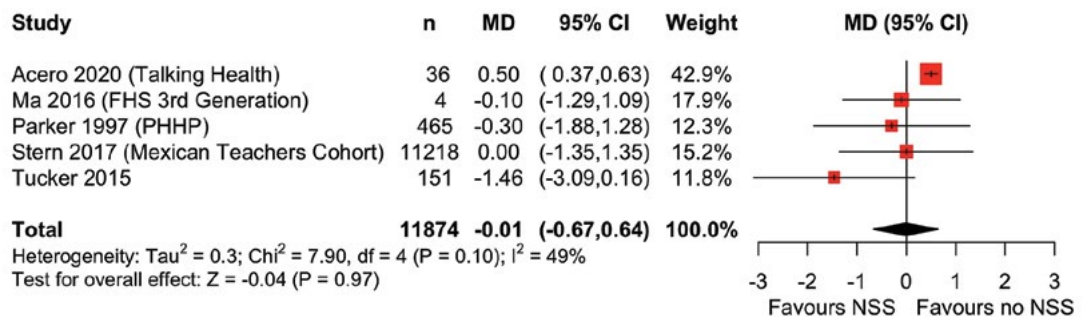 Study n MD 95% CI Weight MD (95% CI)
Acero 2020 (Talking Health) 36 0.50 ( 0.37,0.63) 42.9%
Ma 2016 (FHS 3rd Generation) 4 -0.10 (-1.29,1.09) 17.9%
Parker 1997 (PHHP) 465 -0.30 (-1.88,1.28) 12.3%
Stern 2017 (Mexican Teachers Cohort) 11218 0.00 (-1.35,1.35) 15.2%
Tucker 2015 151 -1.46 (-3.09,0.16) 11.8%
Total 11874 -0.01 (-0.67,0.64) 100.0%
Heterogeneity: Tau² = 0.3; Chi² = 7.90, df = 4 (P = 0.10); I² = 49%
Test for overall effect: Z = -0.04 (P = 0.97)
-3 -2 -1 0 1 2 3
Favours NSS Favours no NSS